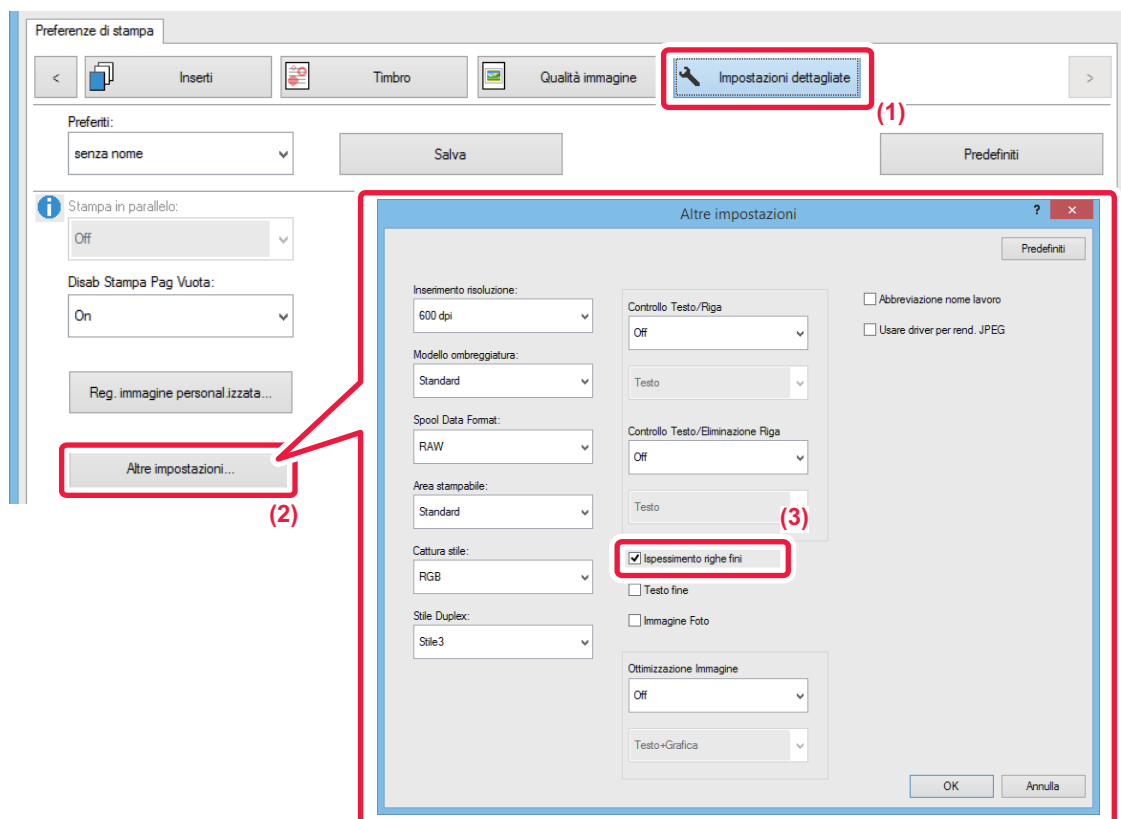 Preferenze di stampa
< Inserti Timbro Qualità immagine Impostazioni dettagliate >
(1)
Preferiti:
senza nome Salva Predefiniti
Stampa in parallelo:
Off
Disab Stampa Pag Vuota:
On
Reg. immagine personal.izzata...
Altre impostazioni...
(2)
Altre impostazioni ? ×
Predefiniti
Inserimento risoluzione:
600 dpi
Modello ombreggiatura:
Standard
Spool Data Format:
RAW
Area stampabile:
Standard
Cattura stile:
RGB
Stile Duplex:
Stile3
Controllo Testo/Riga
Off
Testo
Controllo Testo/Eliminazione Riga
Off
Testo
(3)
Ispessimento righe fini
Testo fine
Immagine Foto
Ottimizzazione Immagine
Off
Testo+Grafica
Abbreviazione nome lavoro
Usare driver per rend. JPEG
OK Annulla